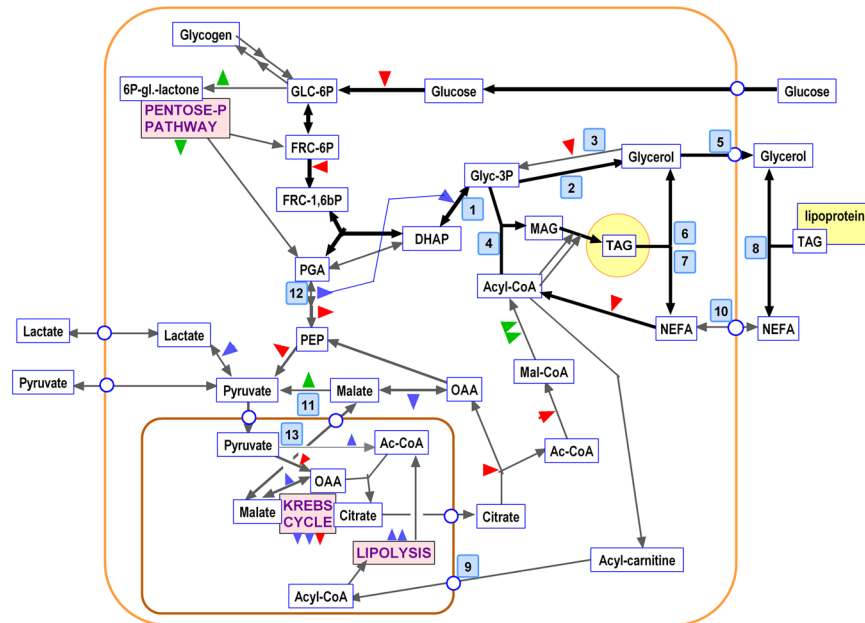 Glycogen
6P-gl.-lactone
GLC-6P
Glucose
Glucose
PENTOSE-P
PATHWAY
FRC-6P
3
5
Glycerol
Glycerol
Glyc-3P
2
FRC-1,6bP
1
lipoprotein
MAG
6
DHAP
4
TAG
8
TAG
7
PGA
12
Acyl-CoA
10
Lactate
Lactate
PEP
NEFA
NEFA
Mal-CoA
Pyruvate
Pyruvate
Malate
OAA
11
13
Pyruvate
Ac-CoA
Ac-CoA
OAA
Malate
KREBS
CYCLE
Citrate
Citrate
LIPOLYSIS
Acyl-carnitine
9
Acyl-CoA